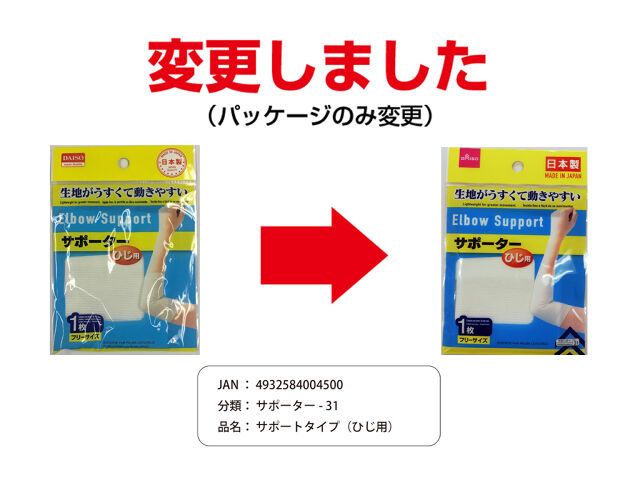 変更しました
（パッケージのみ変更）
DAISO
日本製
生地がうすくて動きやすい
Elbow Support
サポーター
ひじ用
1枚
フリーサイズ
DAISO
日本製
MADE IN JAPAN
生地がうすくて動きやすい
Elbow Support
サポーター
ひじ用
1枚
フリーサイズ
JAN ： 4932584004500
分類： サポーター - 31
品名： サポートタイプ（ひじ用）